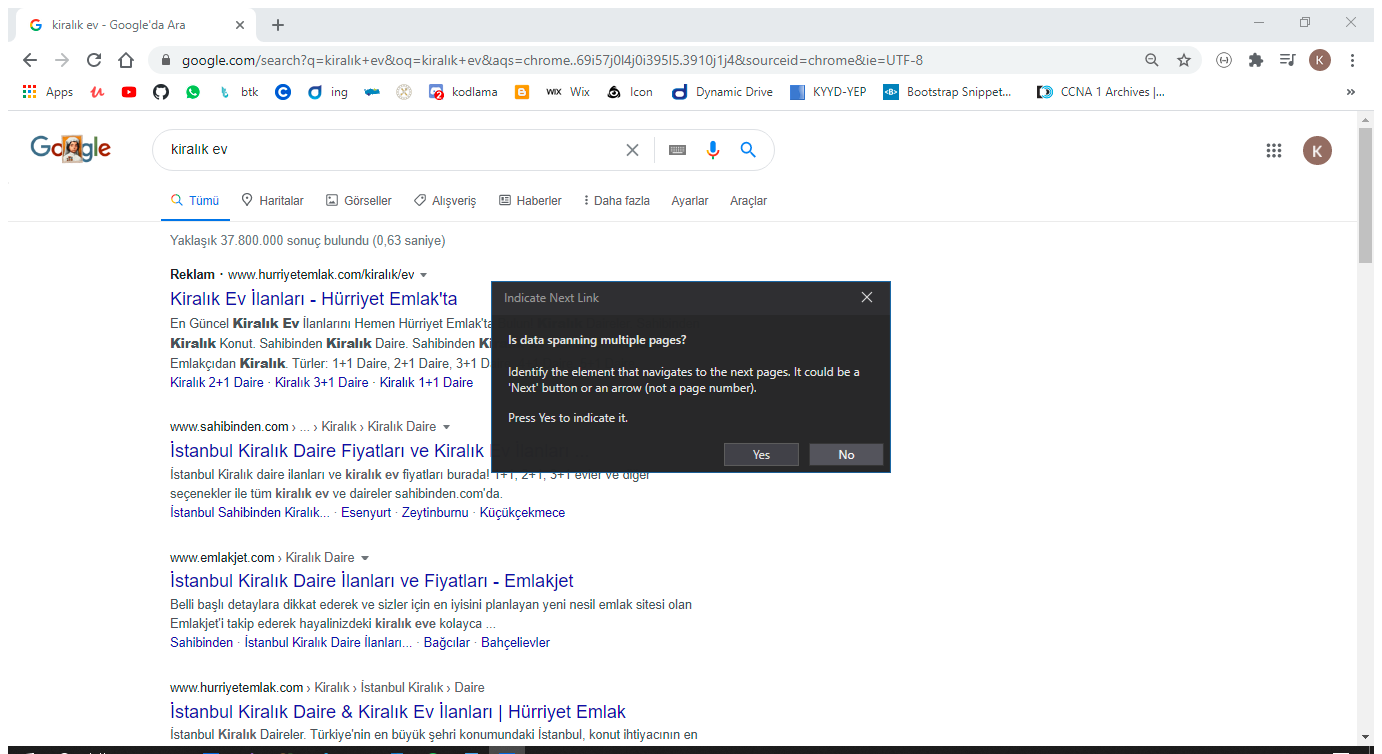 kiralık ev - Google'da Ara
google.com/search?q=kiralık+ev&oq=kiralık+ev&aqs=chrome..69i57j0l4j0i395l5.3910j1j4&sourceid=chrome&ie=UTF-8
K
Apps btk ing kodlama Wix Icon Dynamic Drive KYYD-YEP Bootstrap Snippet... CCNA 1 Archives |... »
Google kiralık ev K
Tümü Haritalar Görseller Alışveriş Haberler Daha fazla Ayarlar Araçlar
Yaklaşık 37.800.000 sonuç bulundu (0,63 saniye)
Reklam · www.hurriyetemlak.com/kiralık/ev
Kiralık Ev İlanları - Hürriyet Emlak'ta
En Güncel Kiralık Ev İlanlarını Hemen Hürriyet Emlak'ta
Kiralık Konut. Sahibinden Kiralık Daire. Sahibinden
Emlakçıdan Kiralık. Türler: 1+1 Daire, 2+1 Daire, 3+1 D
Kiralık 2+1 Daire · Kiralık 3+1 Daire · Kiralık 1+1 Daire
Indicate Next Link
Is data spanning multiple pages?
Identify the element that navigates to the next pages. It could be a
'Next' button or an arrow (not a page number).
Press Yes to indicate it.
Yes No
www.sahibinden.com › ... › Kiralık › Kiralık Daire
İstanbul Kiralık Daire Fiyatları ve Kiralık
İstanbul Kiralık daire ilanları ve kiralık ev fiyatları burada! 1+1, 2+1, 3+1 evler ve diğer
seçenekler ile tüm kiralık ev ve daireler sahibinden.com'da.
İstanbul Sahibinden Kiralık... · Esenyurt · Zeytinburnu · Küçükçekmece
www.emlakjet.com › Kiralık Daire
İstanbul Kiralık Daire İlanları ve Fiyatları - Emlakjet
Belli başlı detaylara dikkat ederek ve sizler için en iyisini planlayan yeni nesil emlak sitesi olan
Emlakjet'i takip ederek hayalinizdeki kiralık eve kolayca ...
Sahibinden · İstanbul Kiralık Daire İlanları... · Bağcılar · Bahçelievler
www.hurriyetemlak.com › Kiralık › İstanbul Kiralık › Daire
İstanbul Kiralık Daire & Kiralık Ev İlanları | Hürriyet Emlak
İstanbul Kiralık Daireler. Türkiye'nin en büyük şehri konumundaki İstanbul, konut ihtiyacının en